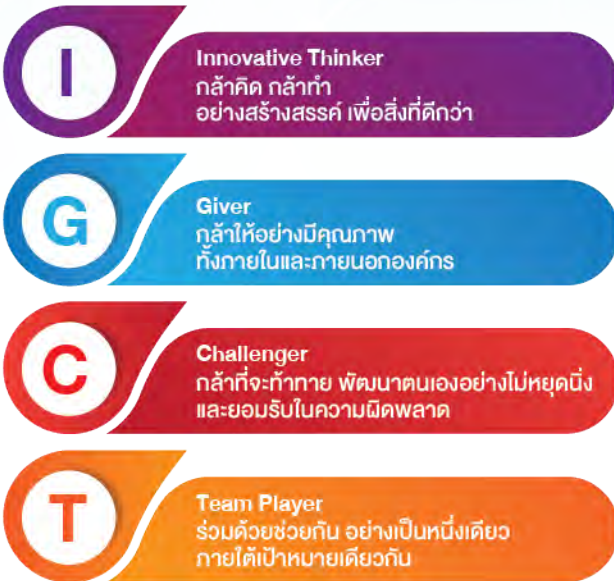 I
Innovative Thinker
กล้าคิด กล้าทำ
อย่างสร้างสรรค์ เพื่อสิ่งที่ดีกว่า
G
Giver
กล้าให้อย่างมีคุณภาพ
ทั้งภายในและภายนอกองค์กร
C
Challenger
กล้าที่จะท้าทาย พัฒนาตนเองอย่างไม่หยุดนิ่ง
และยอมรับในความผิดพลาด
T
Team Player
ร่วมด้วยช่วยกัน อย่างเป็นหนึ่งเดียว
ภายใต้เป้าหมายเดียวกัน